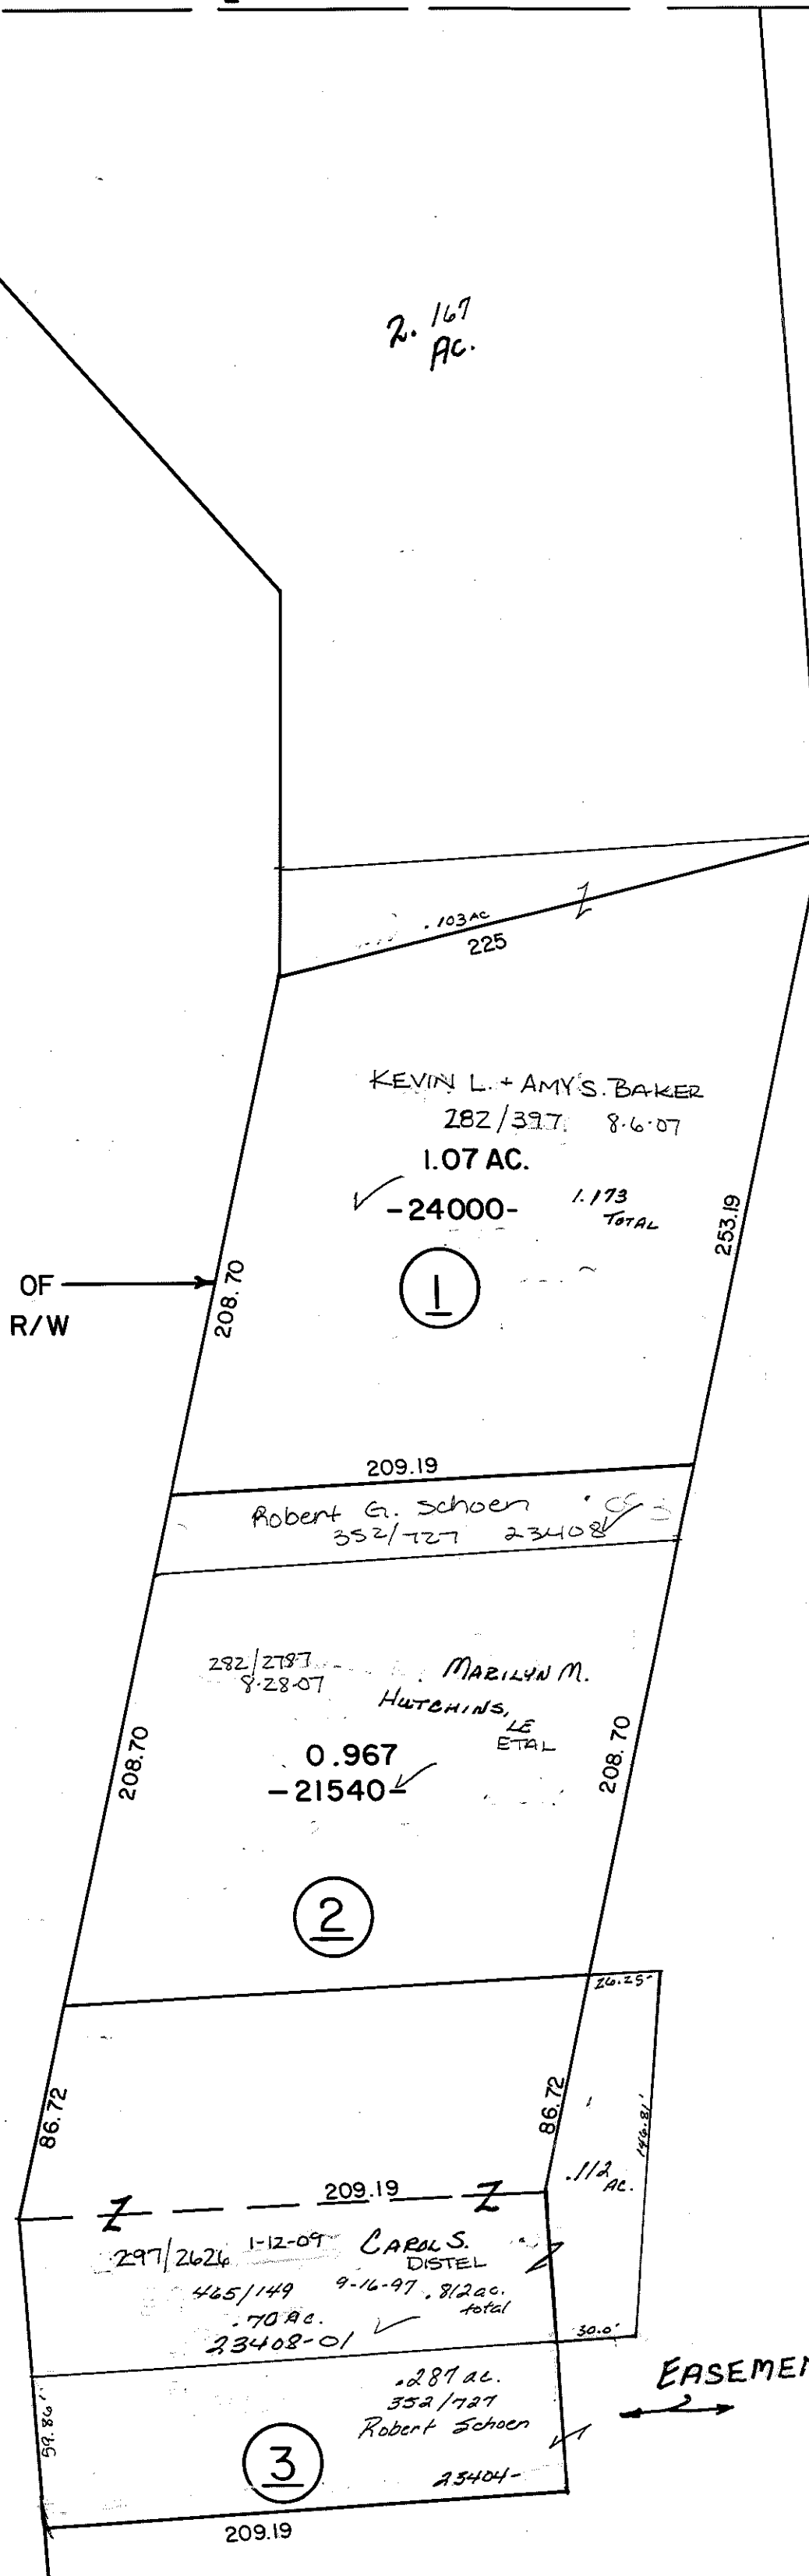 2. 167
AC.
.103 AC
225
KEVIN L. + AMY S. BAKER
282/397 8-6-07
1.07 AC.
-24000-
1.173
TOTAL
253.19
OF
R/W
208.70
1
209.19
Robert G. Schoen
352/727 23408
282/2787
8-28-07
MARILYN M.
HUTCHINS,
LE
ETAL
0.967
-21540-
208.70
208.70
2
26.25'
86.72
86.72
146.81'
.112
AC.
Z 209.19 Z
297/2626 1-12-09 CAROL S.
DISTEL
465/149 9-16-97 .812 ac.
total
.70 AC.
23408-01
30.0'
.287 ac.
352/727
Robert Schoen
EASEMEN
59.86'
3
23404-
209.19